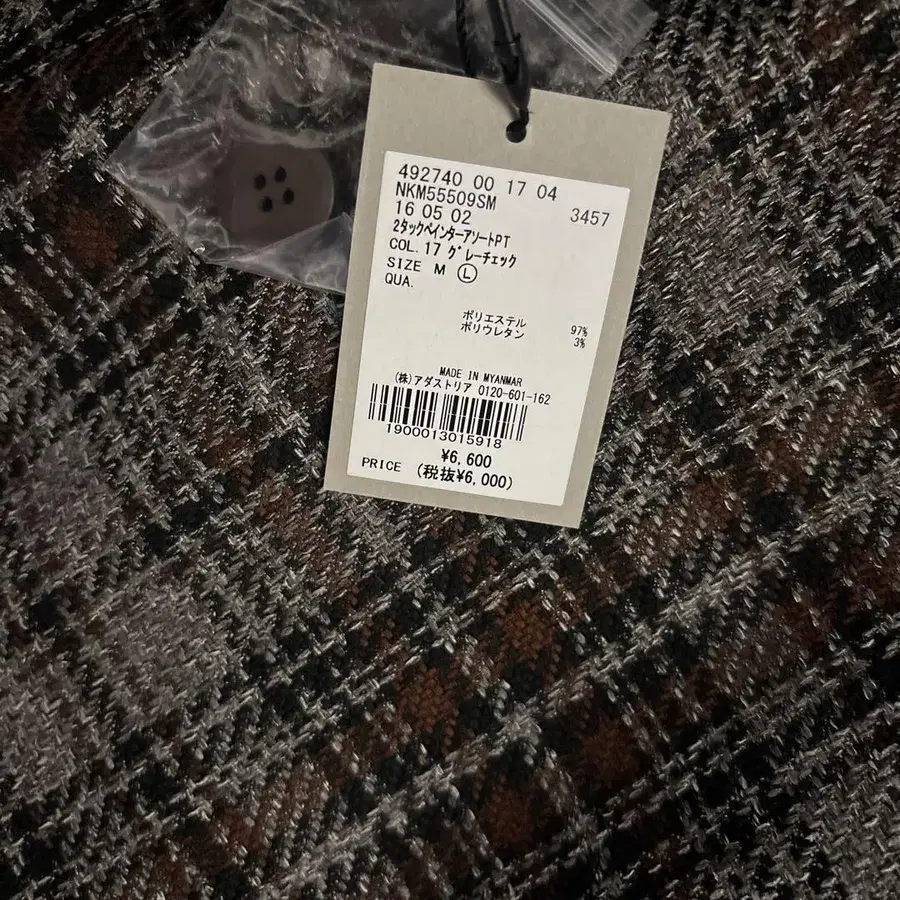 492740 00 17 04
NKM55509SM 3457
16 05 02
2タックペインターアソートPT
COL. 17 グレーチェック
SIZE M Ⓛ
QUA.
ポリエステル 97%
ポリウレタン 3%
MADE IN MYANMAR
(株)アダストリア 0120-601-162
1900013015918
¥6,600
PRICE (税抜¥6,000)